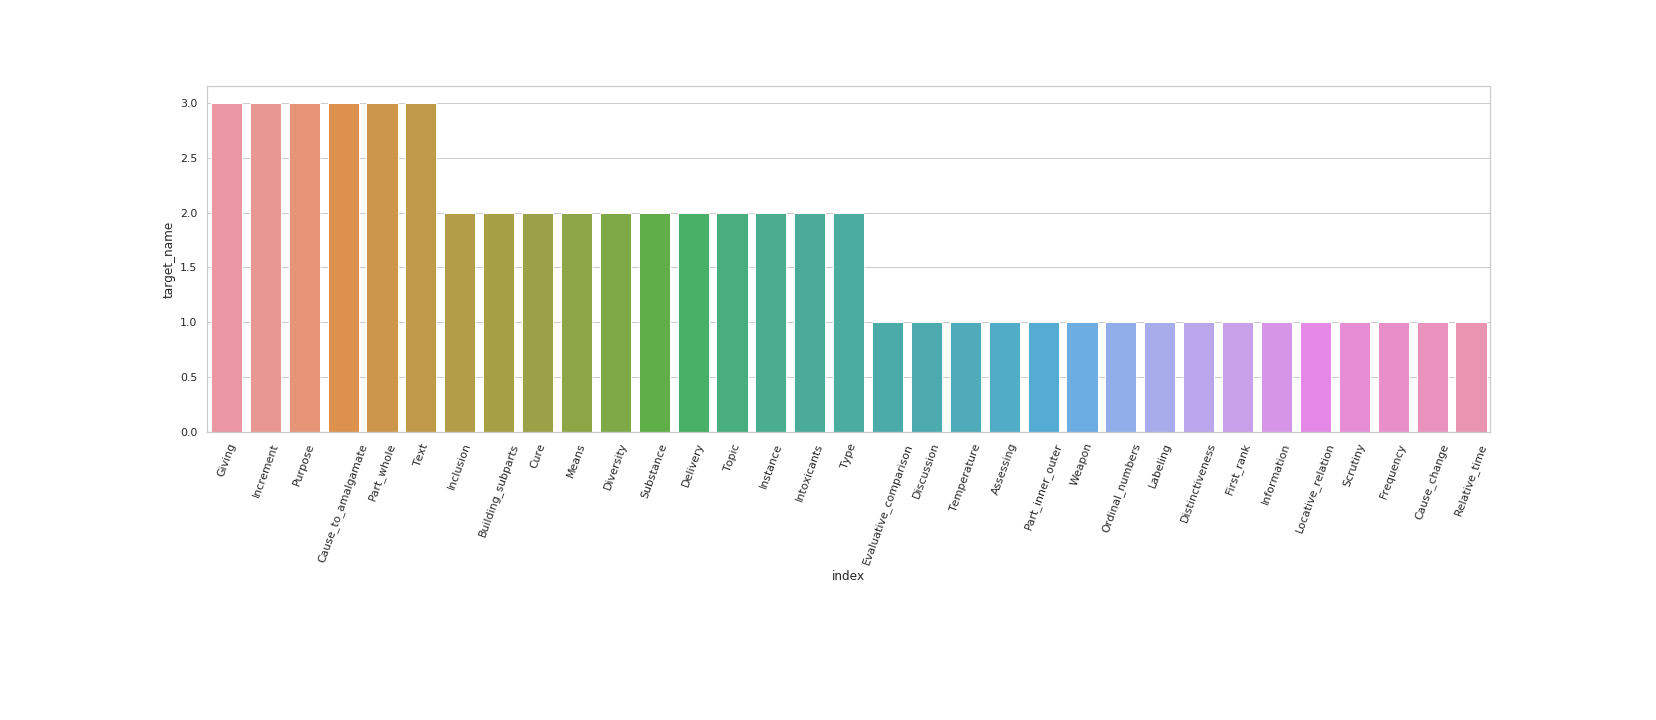 3.0
2.5
2.0
1.5
1.0
0.5
0.0
target_name
Giving
Increment
Purpose
Cause_to_amalgamate
Part_whole
Text
Inclusion
Building_subparts
Cure
Means
Diversity
Substance
Delivery
Topic
Instance
Intoxicants
Type
Evaluative_comparison
Discussion
Temperature
Assessing
Part_inner_outer
Weapon
Ordinal_numbers
Labeling
Distinctiveness
First_rank
Information
Locative_relation
Scrutiny
Frequency
Cause_change
Relative_time
index